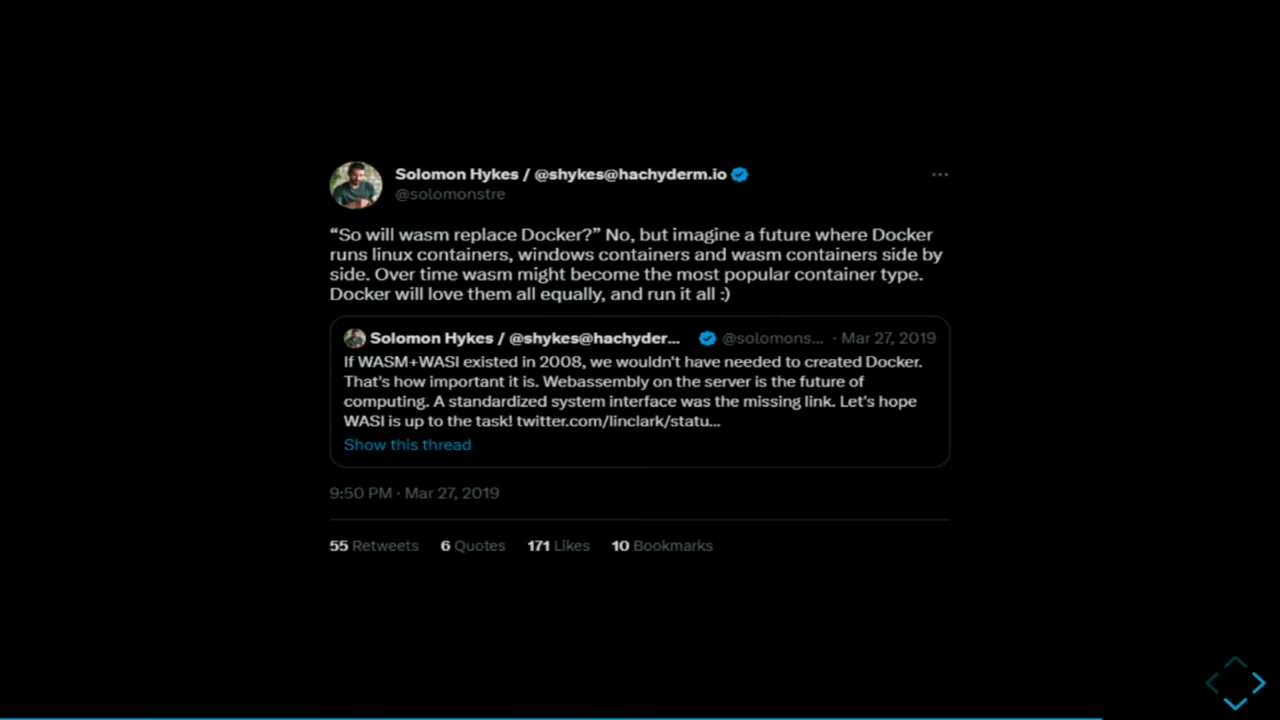 Solomon Hykes / @shykes@hachyderm.io
@solomonstre
“So will wasm replace Docker?” No, but imagine a future where Docker
runs linux containers, windows containers and wasm containers side by
side. Over time wasm might become the most popular container type.
Docker will love them all equally, and run it all :)
Solomon Hykes / @shykes@hachyder... @solomons... · Mar 27, 2019
If WASM+WASI existed in 2008, we wouldn't have needed to created Docker.
That's how important it is. Webassembly on the server is the future of
computing. A standardized system interface was the missing link. Let's hope
WASI is up to the task! twitter.com/linclark/statu...
Show this thread
9:50 PM · Mar 27, 2019
55 Retweets 6 Quotes 171 Likes 10 Bookmarks